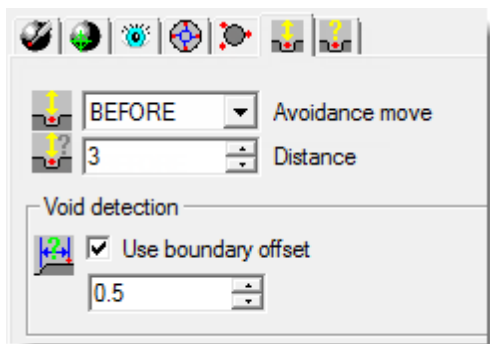 BEFORE Avoidance move
3 Distance
Void detection
Use boundary offset
0.5